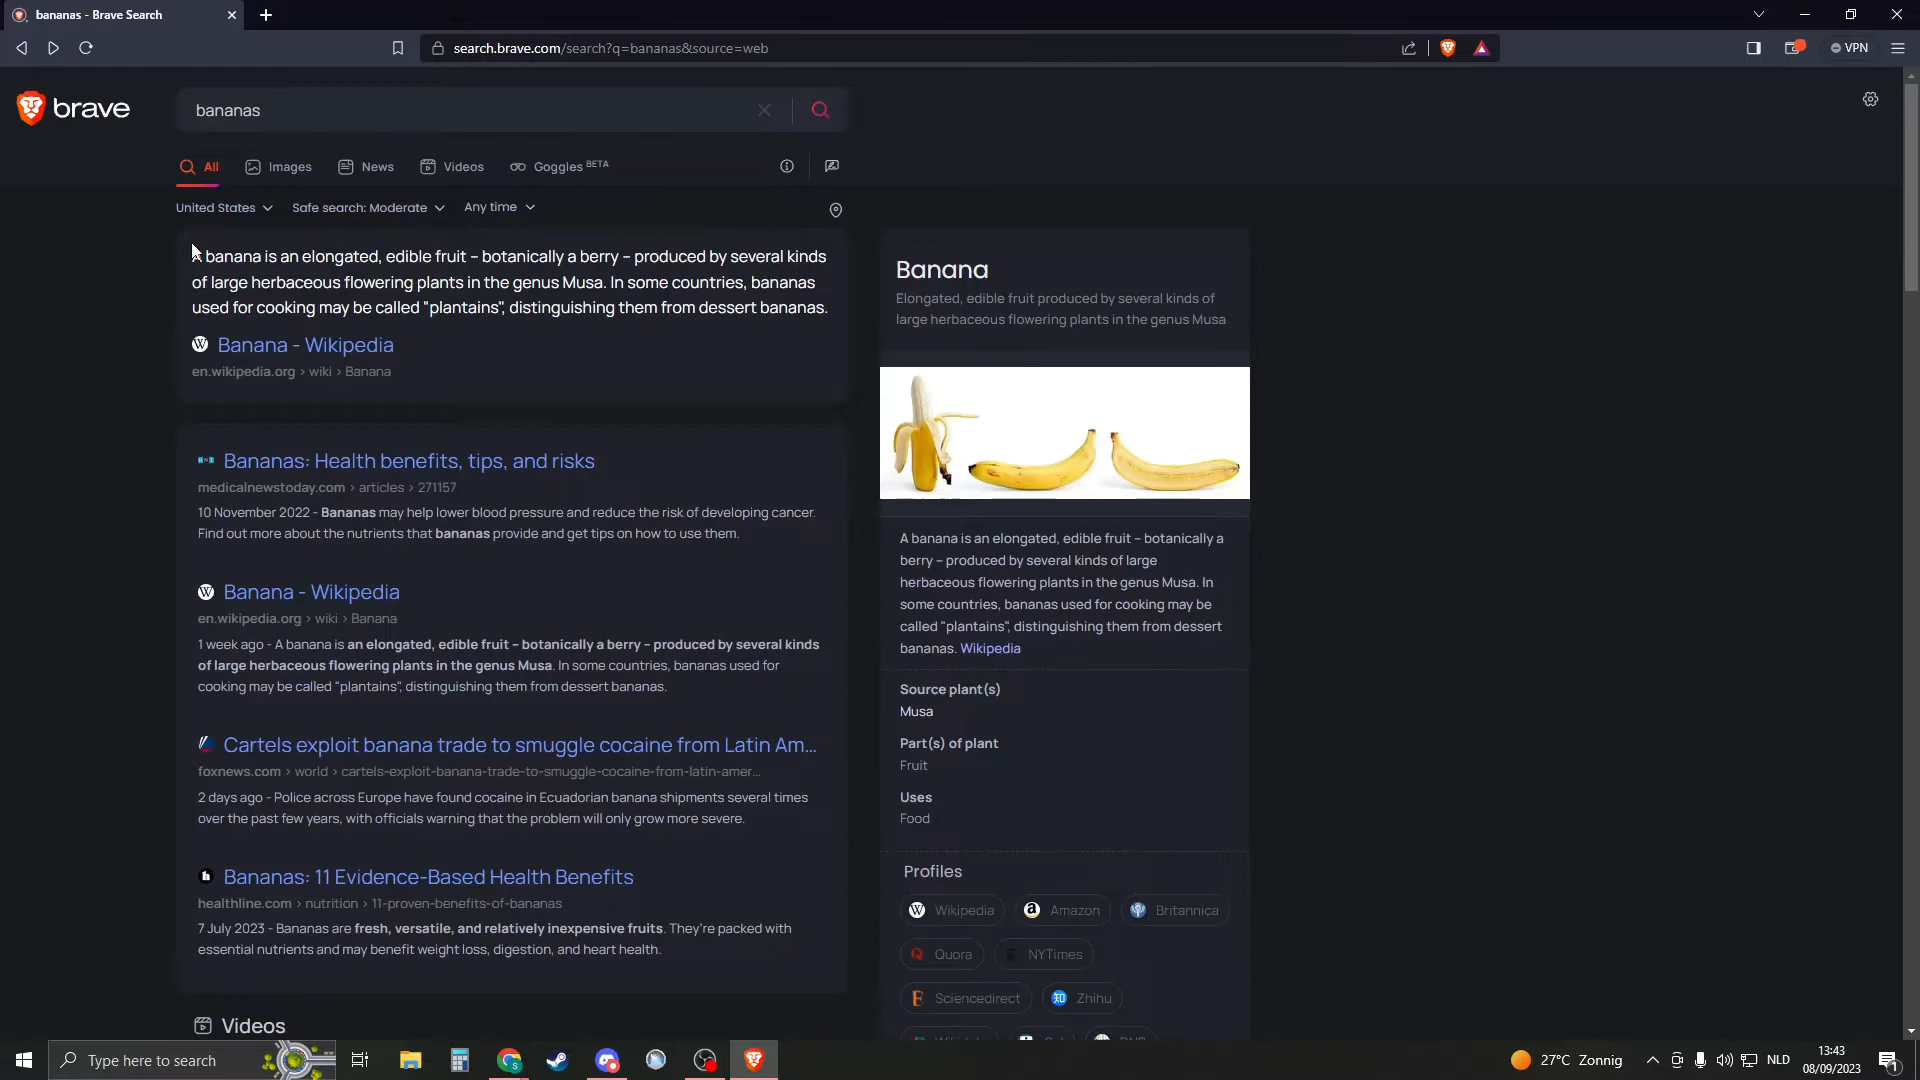 bananas - Brave Search
search.brave.com/search?q=bananas&source=web
VPN
brave
bananas
All
Images
News
Videos
Goggles BETA
United States
Safe search: Moderate
Any time
A banana is an elongated, edible fruit – botanically a berry – produced by several kinds
of large herbaceous flowering plants in the genus Musa. In some countries, bananas
used for cooking may be called "plantains", distinguishing them from dessert bananas.
Banana - Wikipedia
en.wikipedia.org › wiki › Banana
Bananas: Health benefits, tips, and risks
medicalnewstoday.com › articles › 271157
10 November 2022 - Bananas may help lower blood pressure and reduce the risk of developing cancer.
Find out more about the nutrients that bananas provide and get tips on how to use them.
Banana - Wikipedia
en.wikipedia.org › wiki › Banana
1 week ago - A banana is an elongated, edible fruit – botanically a berry – produced by several kinds
of large herbaceous flowering plants in the genus Musa. In some countries, bananas used for
cooking may be called "plantains", distinguishing them from dessert bananas.
Cartels exploit banana trade to smuggle cocaine from Latin Am...
foxnews.com › world › cartels-exploit-banana-trade-to-smuggle-cocaine-from-latin-amer...
2 days ago - Police across Europe have found cocaine in Ecuadorian banana shipments several times
over the past few years, with officials warning that the problem will only grow more severe.
Bananas: 11 Evidence-Based Health Benefits
healthline.com › nutrition › 11-proven-benefits-of-bananas
7 July 2023 - Bananas are fresh, versatile, and relatively inexpensive fruits. They're packed with
essential nutrients and may benefit weight loss, digestion, and heart health.
Videos
Banana
Elongated, edible fruit produced by several kinds of
large herbaceous flowering plants in the genus Musa
A banana is an elongated, edible fruit – botanically a
berry – produced by several kinds of large
herbaceous flowering plants in the genus Musa. In
some countries, bananas used for cooking may be
called "plantains", distinguishing them from dessert
bananas. Wikipedia
Source plant(s)
Musa
Part(s) of plant
Fruit
Uses
Food
Profiles
Wikipedia
Amazon
Britannica
Quora
NYTimes
Sciencedirect
Zhihu
Type here to search
27°C Zonnig
NLD
13:43
08/09/2023
1